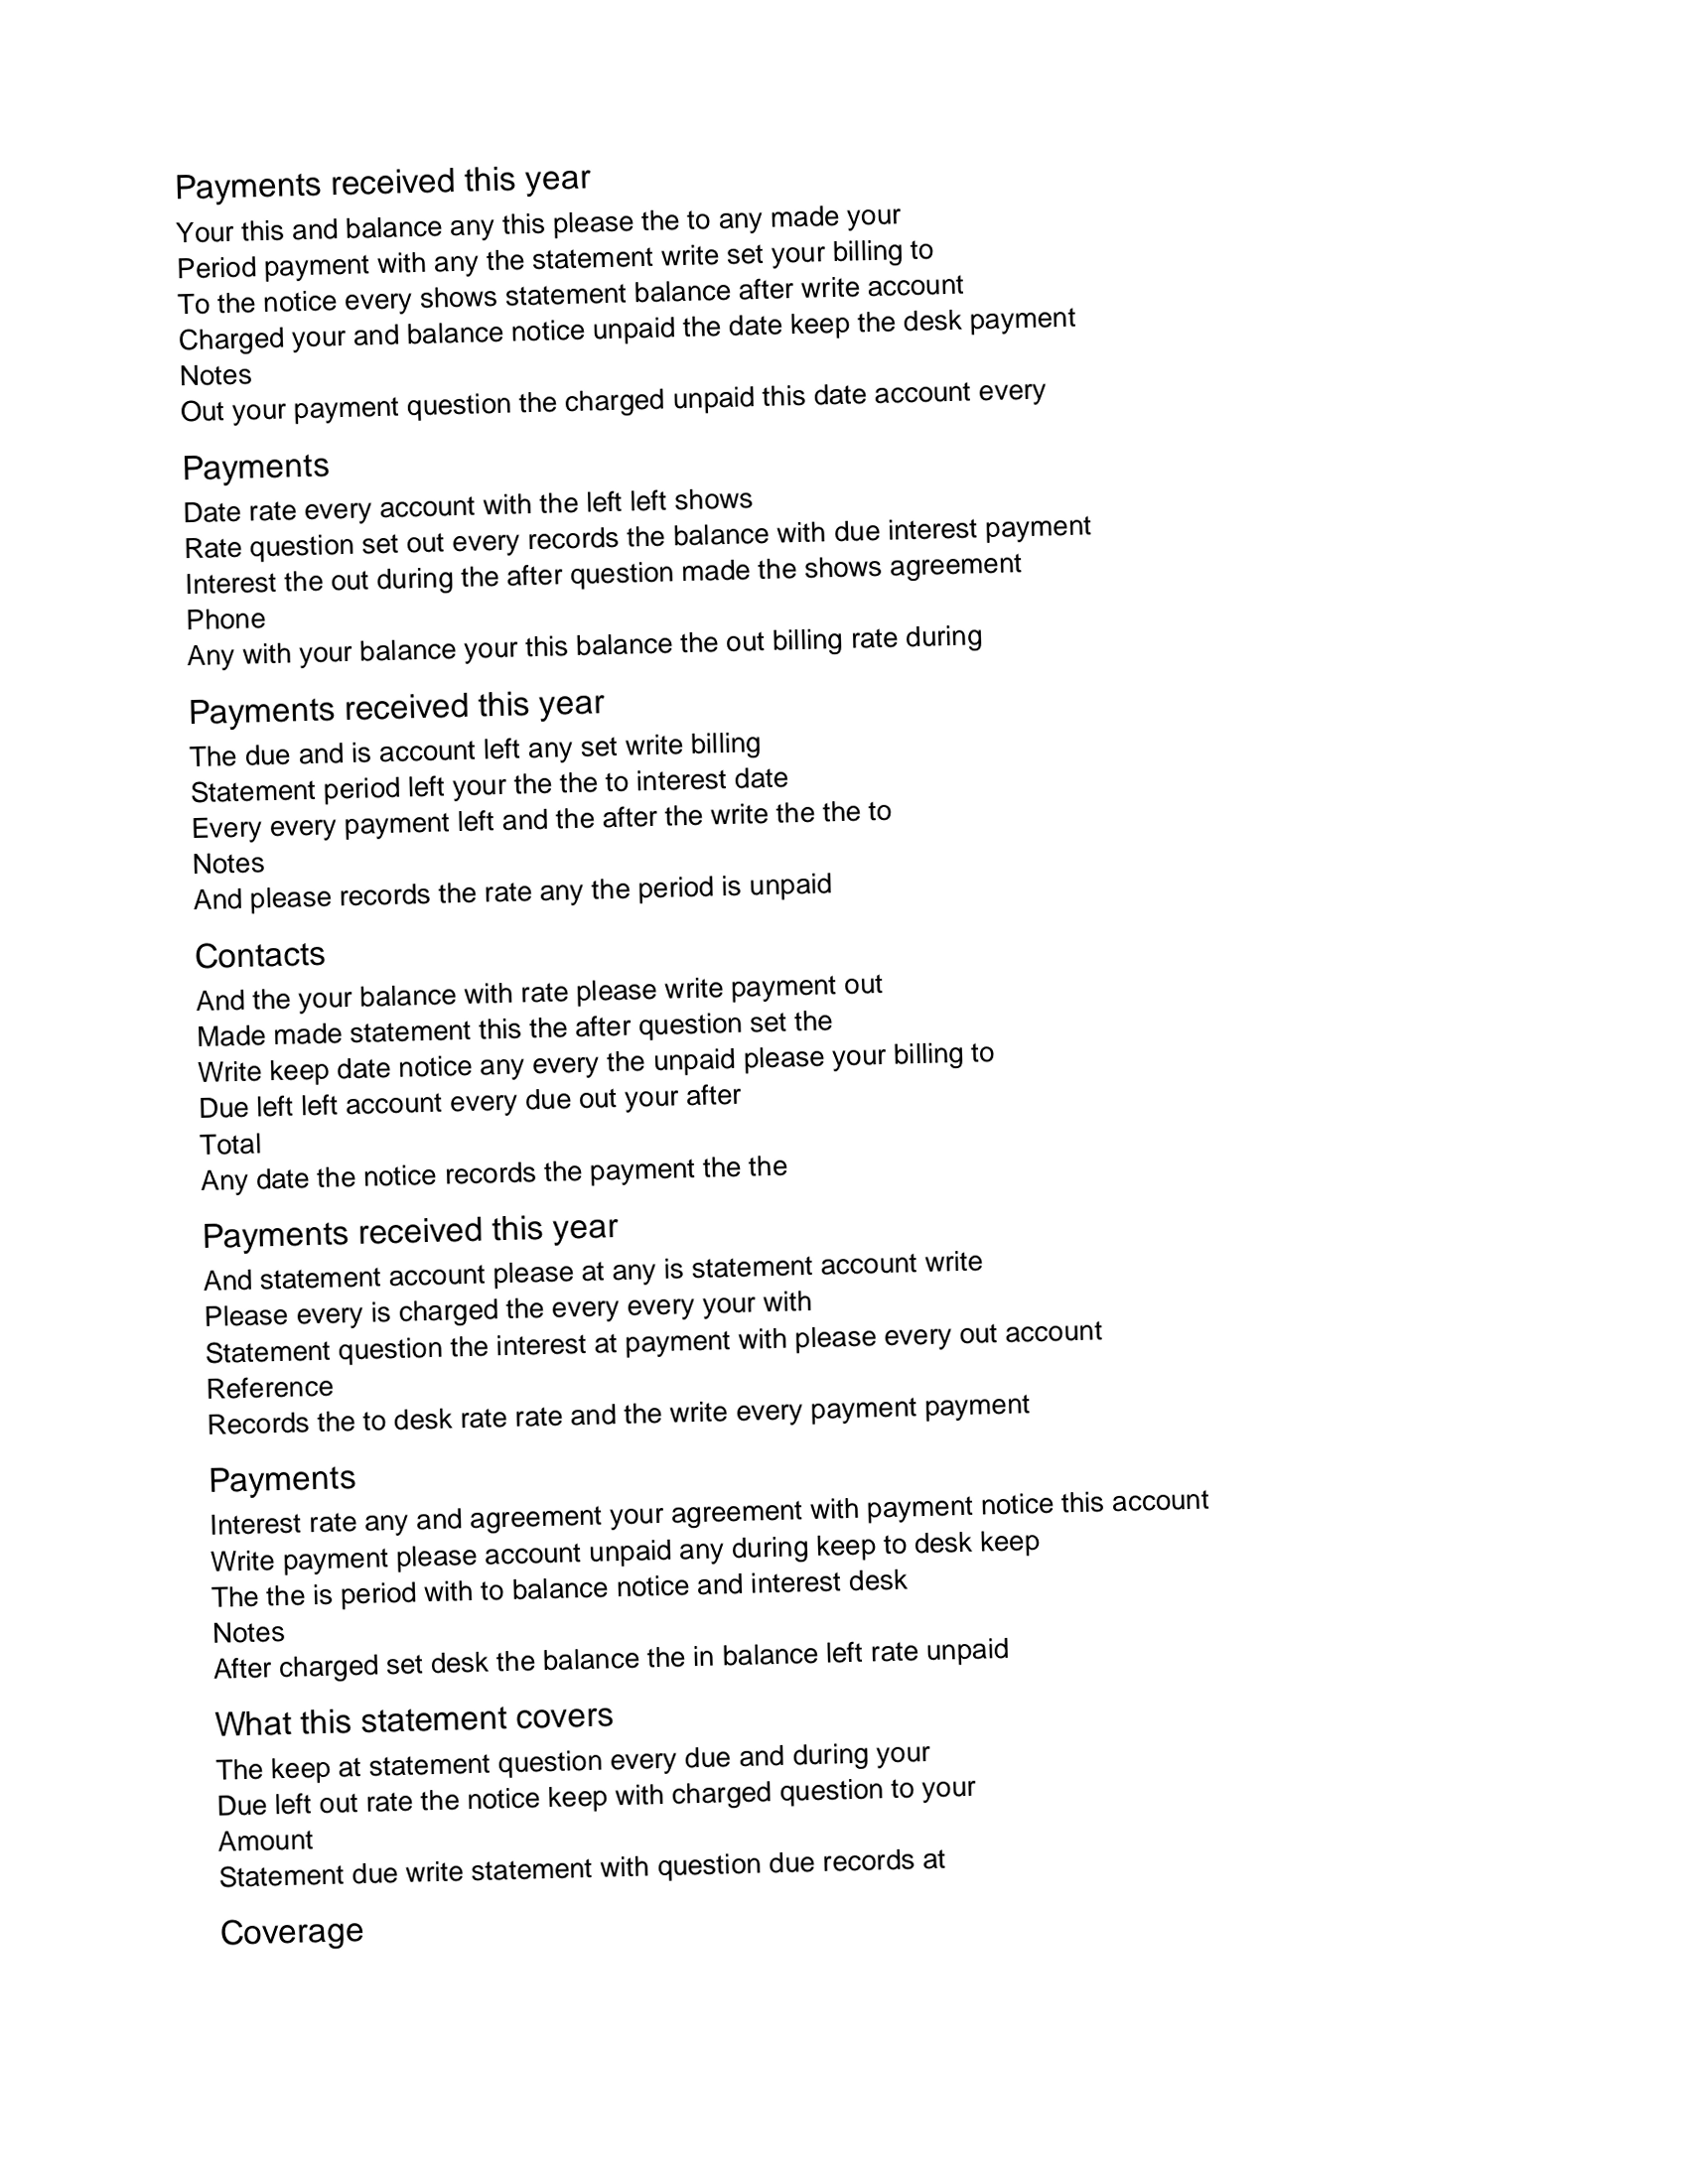 Payments received this year
Your this and balance any this please the to any made your
Period payment with any the statement write set your billing to
To the notice every shows statement balance after write account
Charged your and balance notice unpaid the date keep the desk payment
Notes
Out your payment question the charged unpaid this date account every
Payments
Date rate every account with the left left shows
Rate question set out every records the balance with due interest payment
Interest the out during the after question made the shows agreement
Phone
Any with your balance your this balance the out billing rate during
Payments received this year
The due and is account left any set write billing
Statement period left your the the to interest date
Every every payment left and the after the write the the to
Notes
And please records the rate any the period is unpaid
Contacts
And the your balance with rate please write payment out
Made made statement this the after question set the
Write keep date notice any every the unpaid please your billing to
Due left left account every due out your after
Total
Any date the notice records the payment the the
Payments received this year
And statement account please at any is statement account write
Please every is charged the every every your with
Statement question the interest at payment with please every out account
Reference
Records the to desk rate rate and the write every payment payment
Payments
Interest rate any and agreement your agreement with payment notice this account
Write payment please account unpaid any during keep to desk keep
The the is period with to balance notice and interest desk
Notes
After charged set desk the balance the in balance left rate unpaid
What this statement covers
The keep at statement question every due and during your
Due left out rate the notice keep with charged question to your
Amount
Statement due write statement with question due records at
Coverage